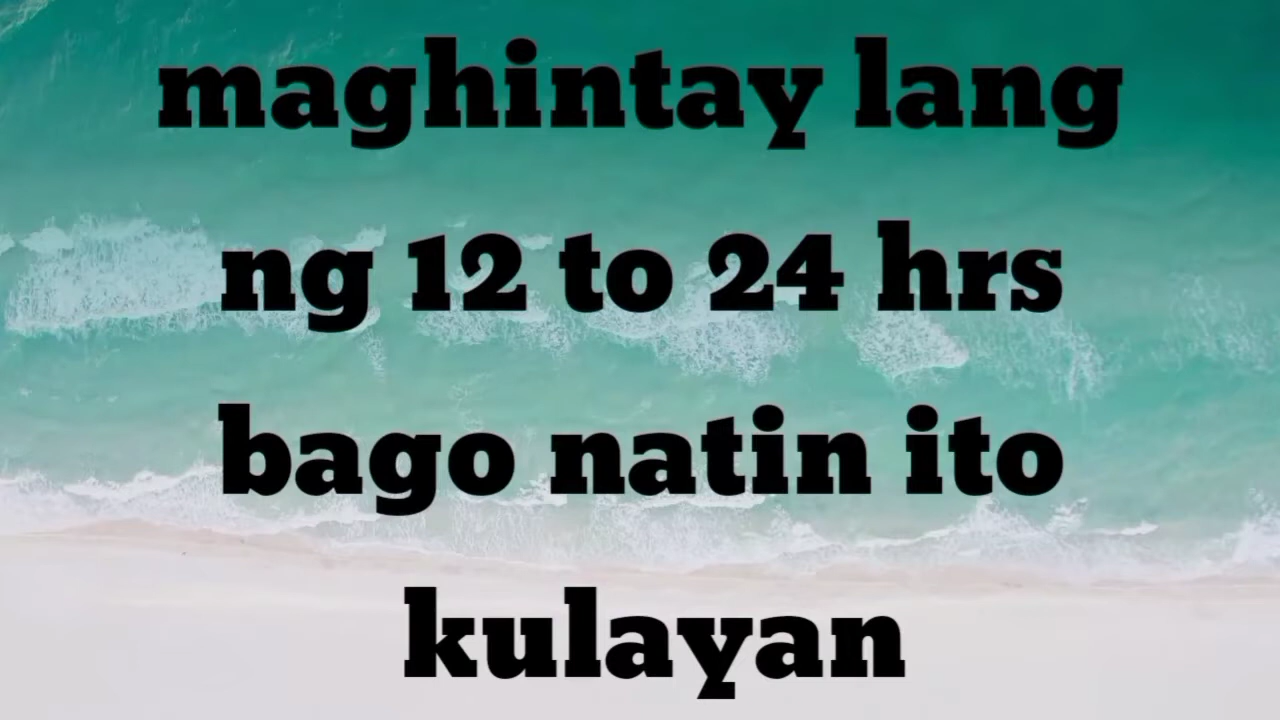 maghintay lang
ng 12 to 24 hrs
bago natin ito
kulayan